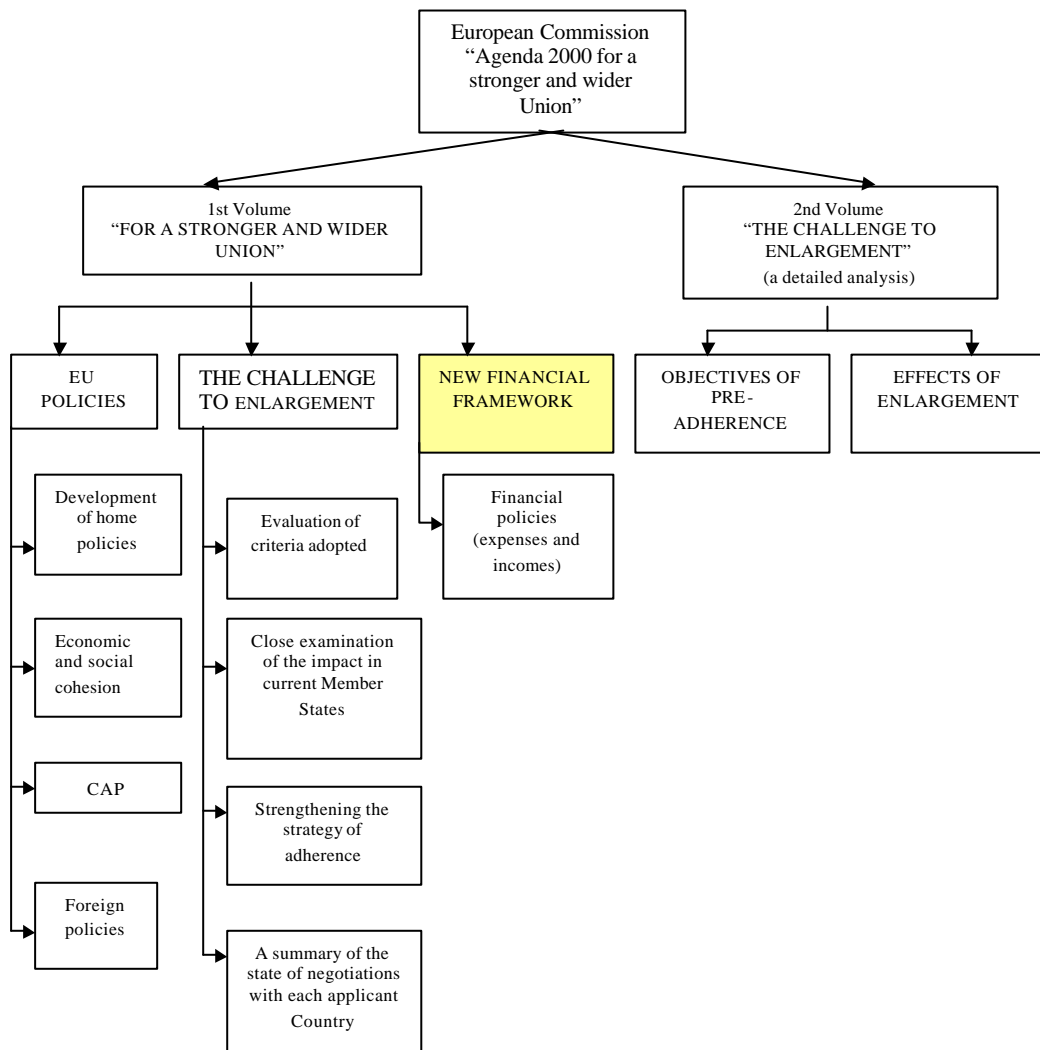 European Commission
“Agenda 2000 for a
stronger and wider
Union”
1st Volume
“FOR A STRONGER AND WIDER
UNION”
2nd Volume
“THE CHALLENGE TO
ENLARGEMENT”
(a detailed analysis)
EU
POLICIES
THE CHALLENGE
TO ENLARGEMENT
NEW FINANCIAL
FRAMEWORK
OBJECTIVES OF
PRE-
ADHERENCE
EFFECTS OF
ENLARGEMENT
Development
of home
policies
Economic
and social
cohesion
CAP
Foreign
policies
Evaluation of
criteria adopted
Close examination
of the impact in
current Member
States
Strengthening the
strategy of
adherence
A summary of the
state of negotiations
with each applicant
Country
Financial
policies
(expenses and
incomes)